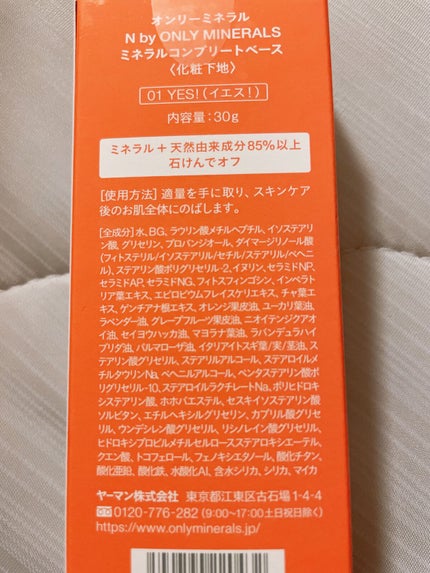 オンリーミネラル
N by ONLY MINERALS
ミネラルコンプリートベース
〈化粧下地〉
01 YES!（イエス！）
内容量：30g
ミネラル＋天然由来成分85％以上
石けんでオフ
［使用方法］適量を手に取り、スキンケア
後のお肌全体にのばします。
［全成分］水、BG、ラウリン酸メチルヘプチル、イソステアリ
ン酸、グリセリン、プロパンジオール、ダイマージリノール酸
（フィトステリル/イソステアリル/セチル/ステアリル/ベヘニ
ル）、ステアリン酸ポリグリセリル-2、イヌリン、セラミドNP、
セラミドAP、セラミドNG、フィトスフィンゴシン、インペラト
リア葉エキス、エピロビウムフレイスケリエキス、チャ葉エ
キス、ゲンチアナ根エキス、オレンジ果皮油、ユーカリ葉油、
ラベンダー油、グレープフルーツ果皮油、ニオイテンジクアオ
イ油、セイヨウハッカ油、マヨラナ葉油、ラバンデュラハイ
ブリダ油、パルマローザ油、イタリアイトスギ葉/実/茎油、ス
テアリン酸グリセリル、ステアリルアルコール、ステアロイルメ
チルタウリンNa、ベヘニルアルコール、ペンタステアリン酸ポ
リグリセリル-10、ステアロイルラクチレートNa、ポリヒドロキ
システアリン酸、ホホバエステル、セスキイソステアリン酸
ソルビタン、エチルヘキシルグリセリン、カプリル酸グリセ
リル、ウンデシレン酸グリセリル、リシノレイン酸グリセリル、
ヒドロキシプロピルメチルセルロースステアロキシエーテル、
クエン酸、トコフェロール、フェノキシエタノール、酸化チタン、
酸化亜鉛、酸化鉄、水酸化Al、含水シリカ、シリカ、マイカ
ヤーマン株式会社 東京都江東区古石場1-4-4
0120-776-282（9：00〜17：00土日祝日除く）
https://www.onlyminerals.jp/